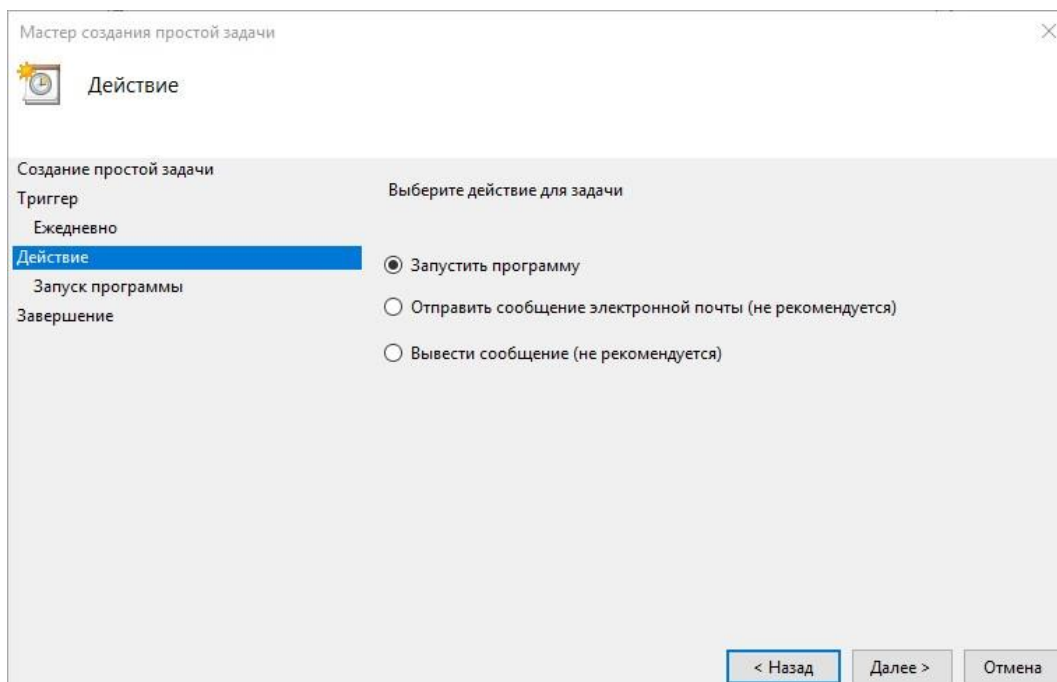 Мастер создания простой задачи
Действие
Создание простой задачи
Триггер
Ежедневно
Действие
Запуск программы
Завершение
Выберите действие для задачи
Запустить программу
Отправить сообщение электронной почты (не рекомендуется)
Вывести сообщение (не рекомендуется)
< Назад
Далее >
Отмена